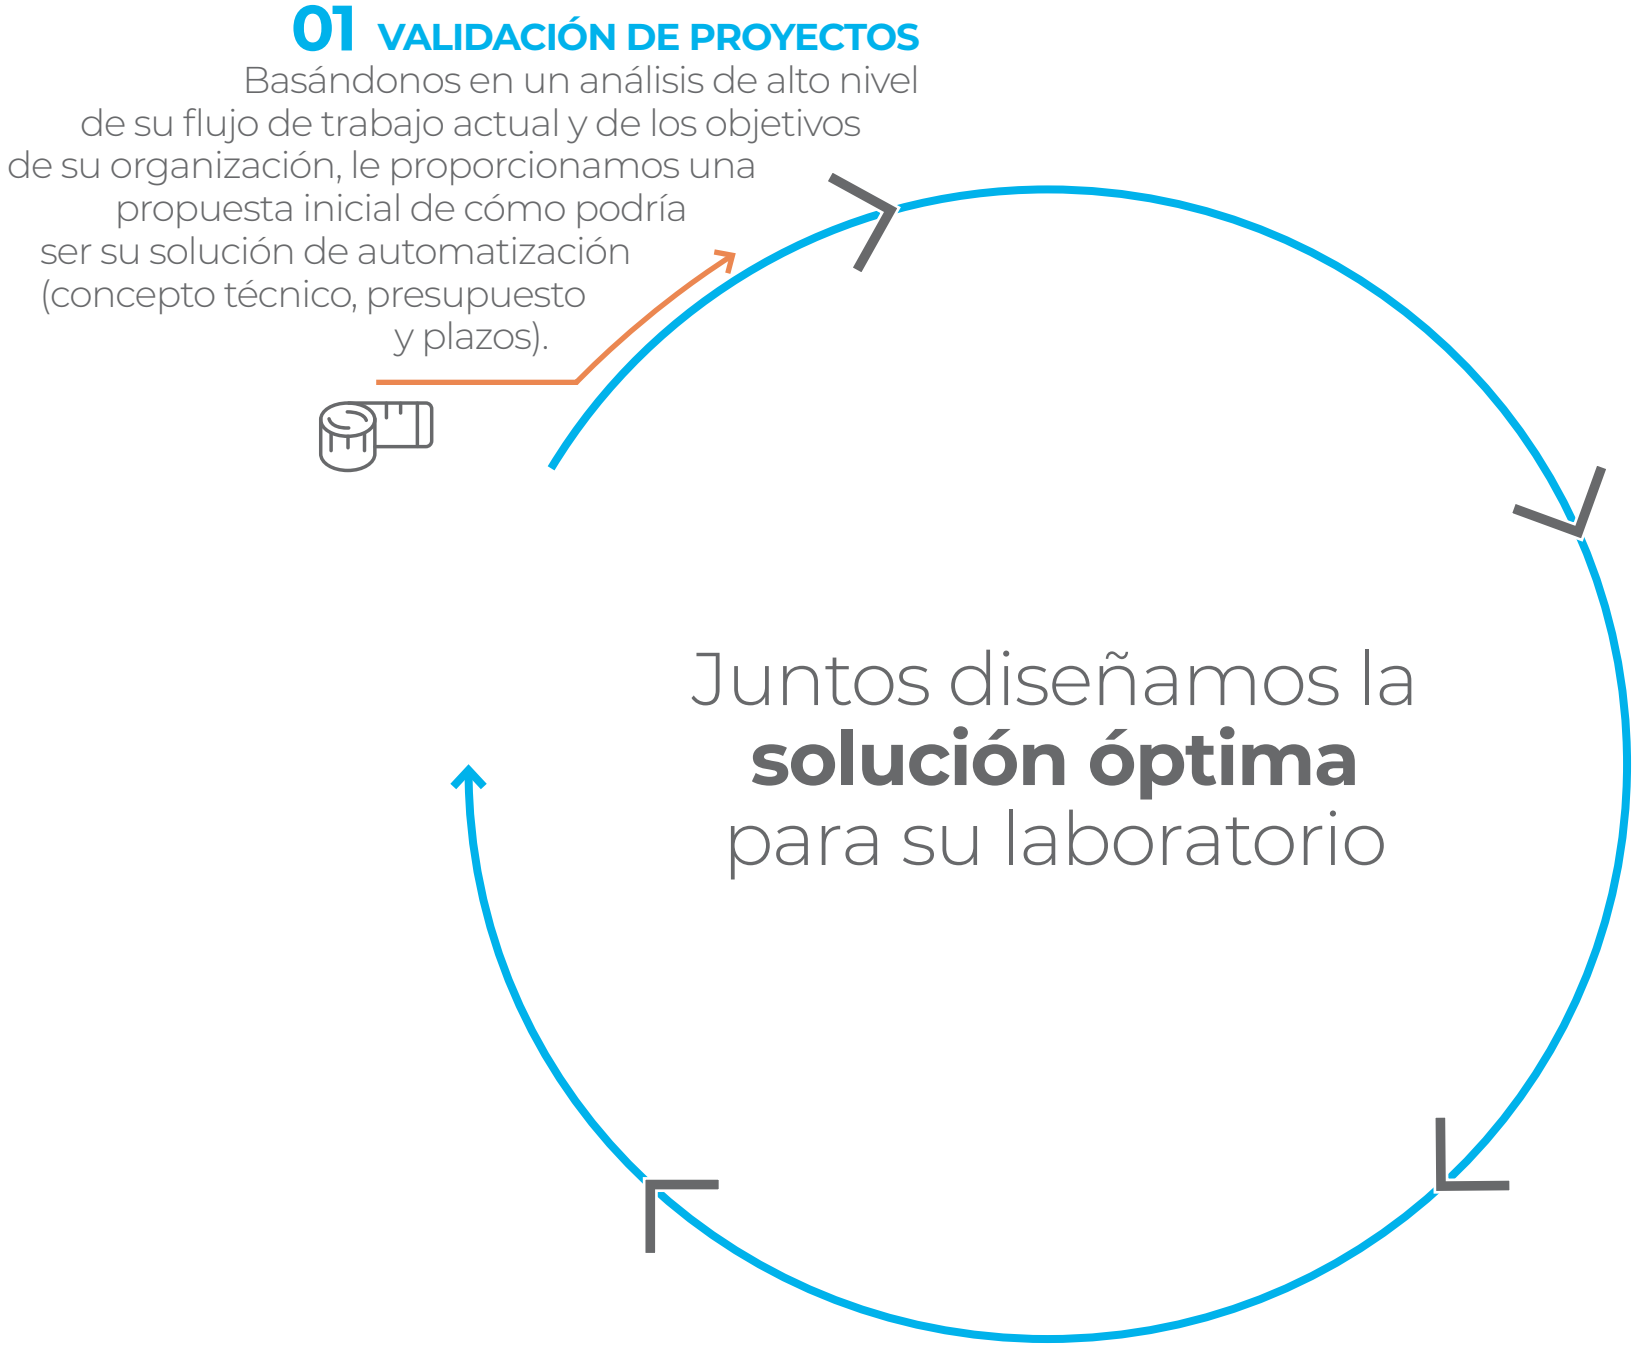 01 VALIDACIÓN DE PROYECTOS
Basándonos en un análisis de alto nivel
de su flujo de trabajo actual y de los objetivos
de su organización, le proporcionamos una
propuesta inicial de cómo podría
ser su solución de automatización
(concepto técnico, presupuesto
y plazos).
Juntos diseñamos la
solución óptima
para su laboratorio